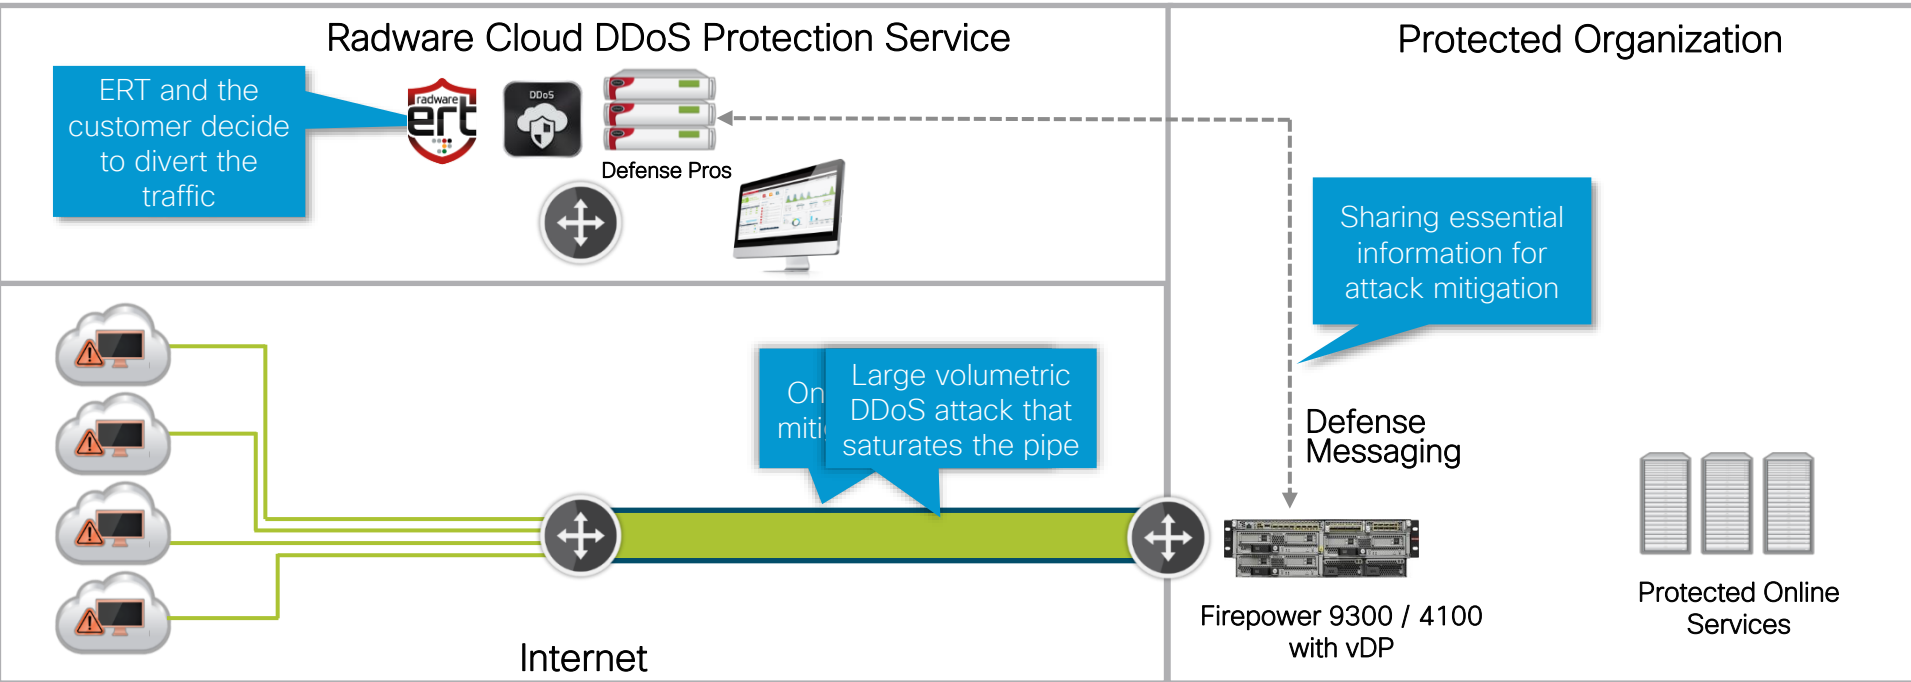 Radware Cloud DDoS Protection Service
Protected Organization
ERT and the
customer decide
to divert the
traffic
radware
ert
DDoS
Defense Pros
Sharing essential
information for
attack mitigation
Large volumetric
DDoS attack that
saturates the pipe
Defense
Messaging
Firepower 9300 / 4100
with vDP
Protected Online
Services
Internet